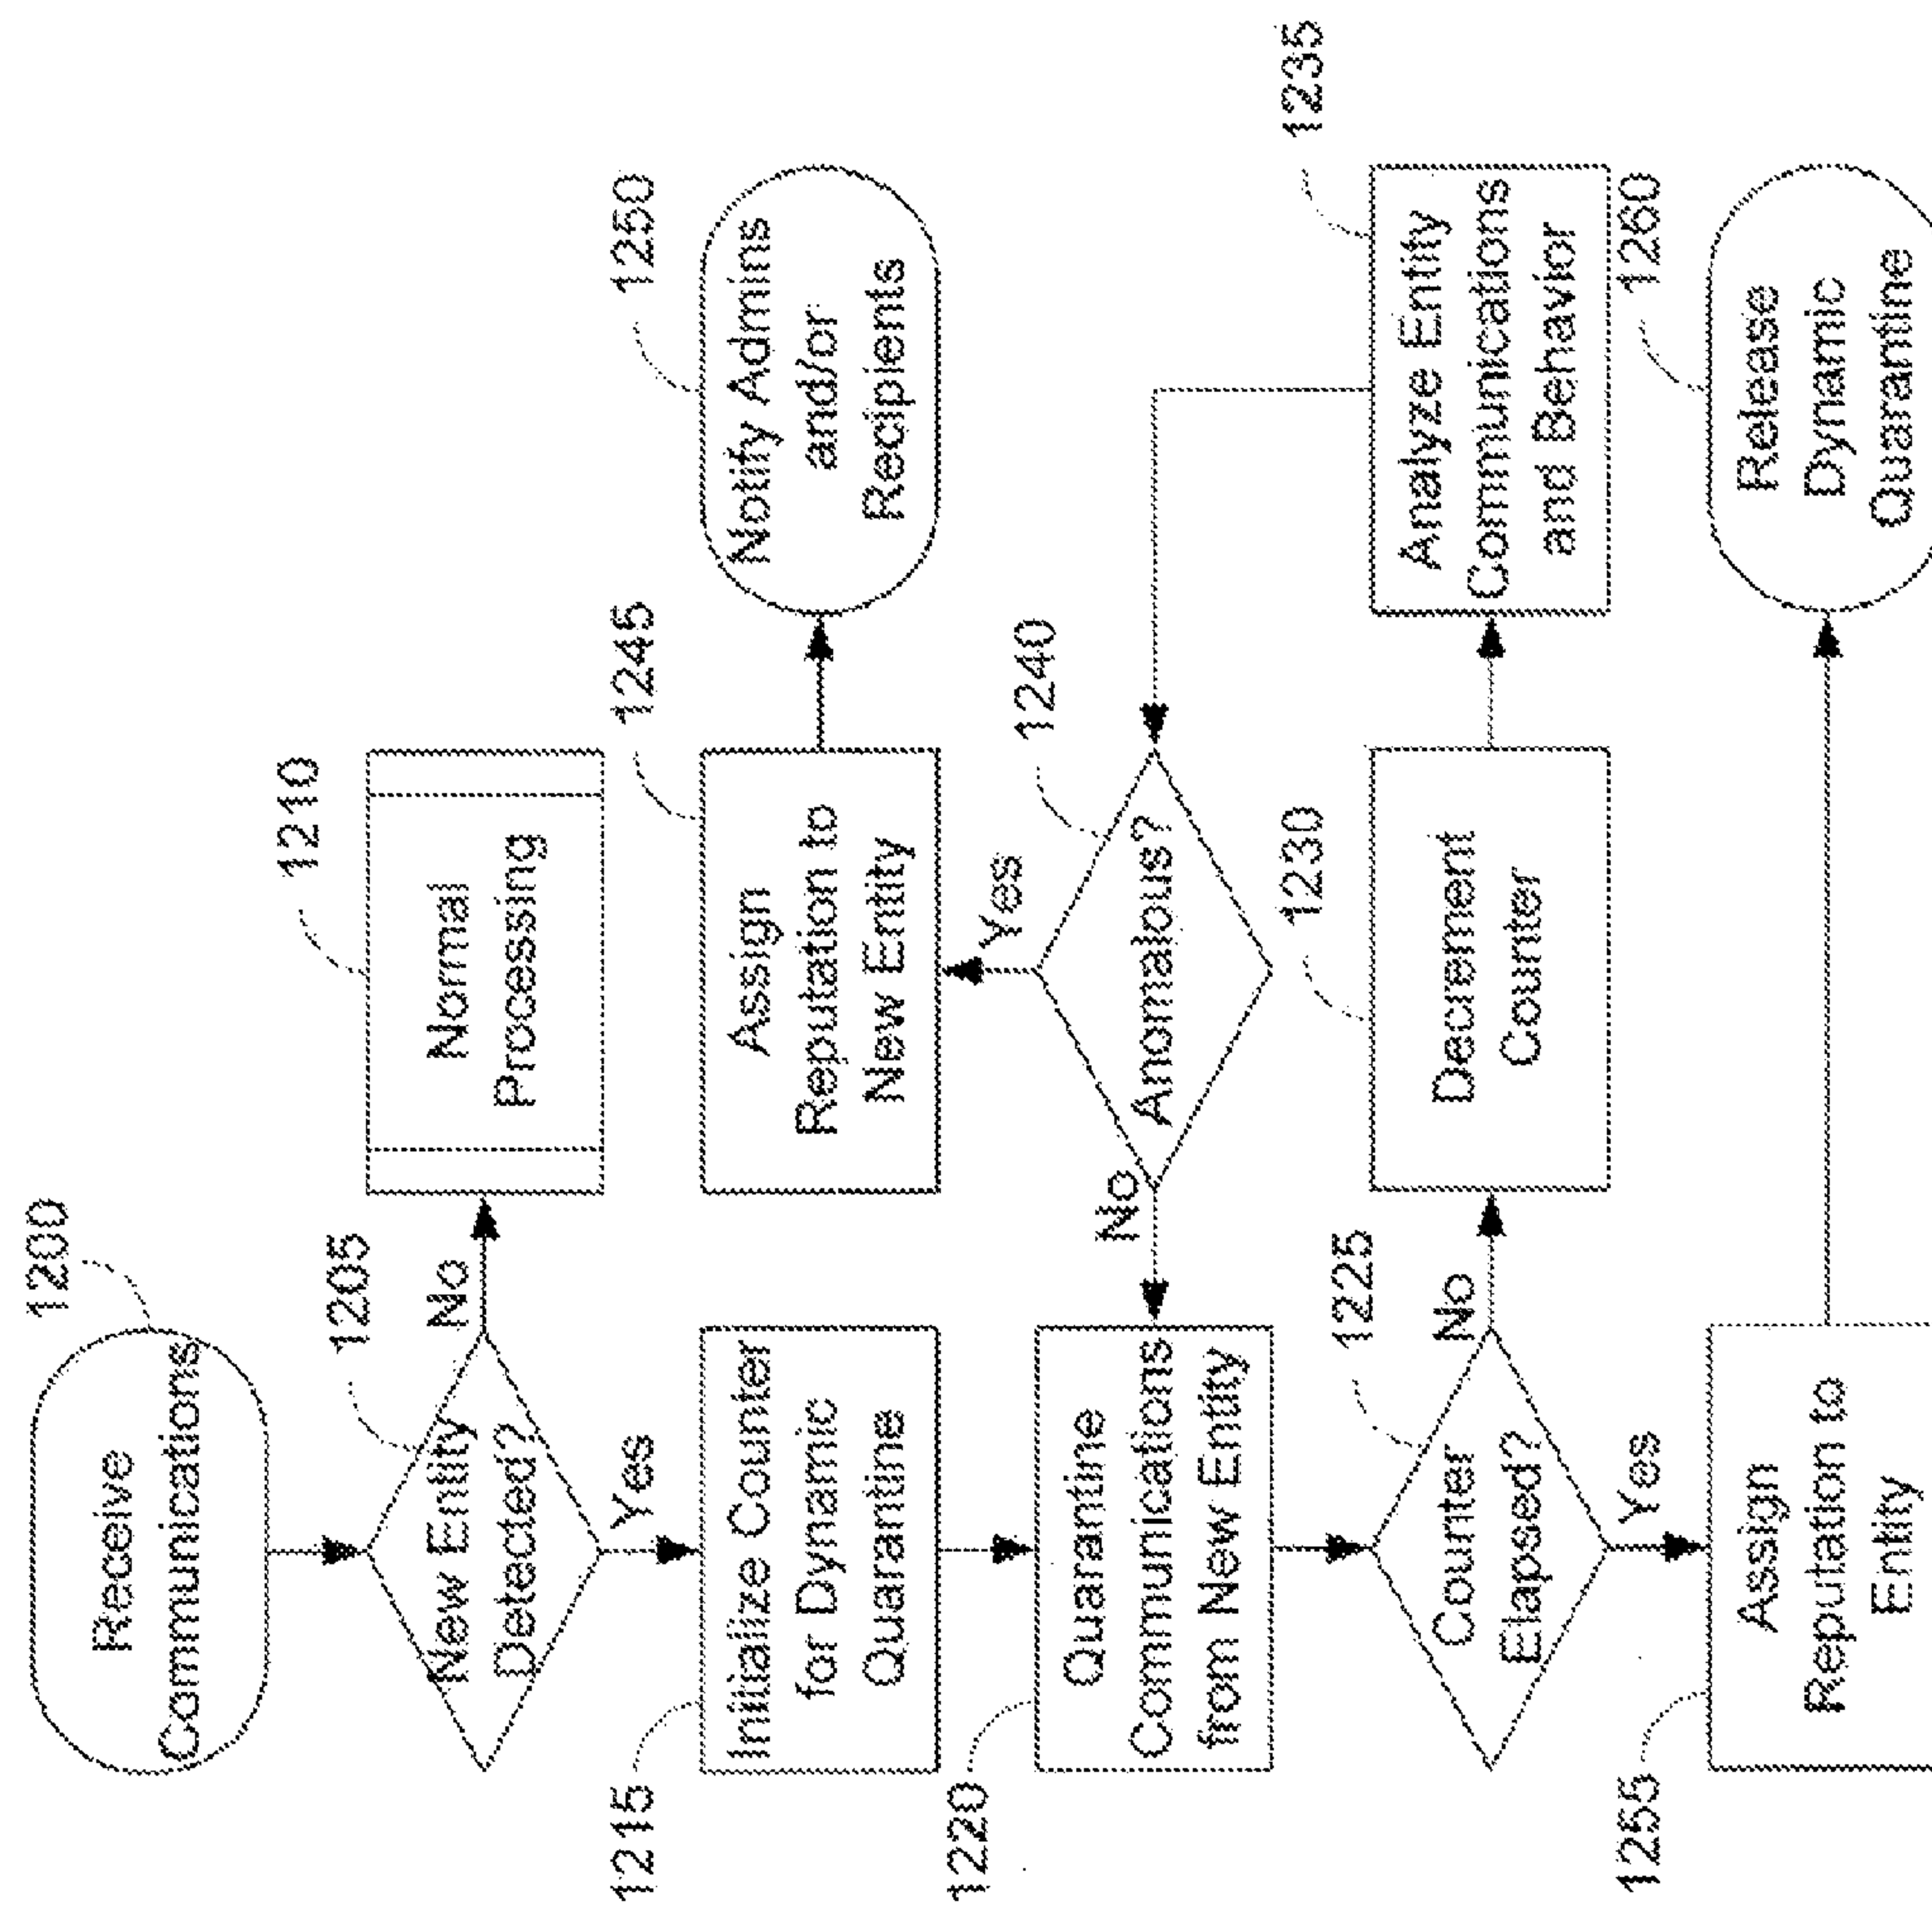 1200
Receive
Communications
1205
New Entity
Detected?
No
Yes
1210
Normal
Processing
1215
Initialize Counter
for Dynamic
Quarantine
1245
Assign
Reputation to
New Entity
1250
Notify Admins
and/or
Recipients
1220
Quarantine
Communications
from New Entity
No
1240
Anomalous?
Yes
1225
Counter
Elapsed?
No
Yes
1230
Decrement
Counter
1235
Analyze Entity
Communications
and Behavior
1255
Assign
Reputation to
Entity
1260
Release
Dynamic
Quarantine